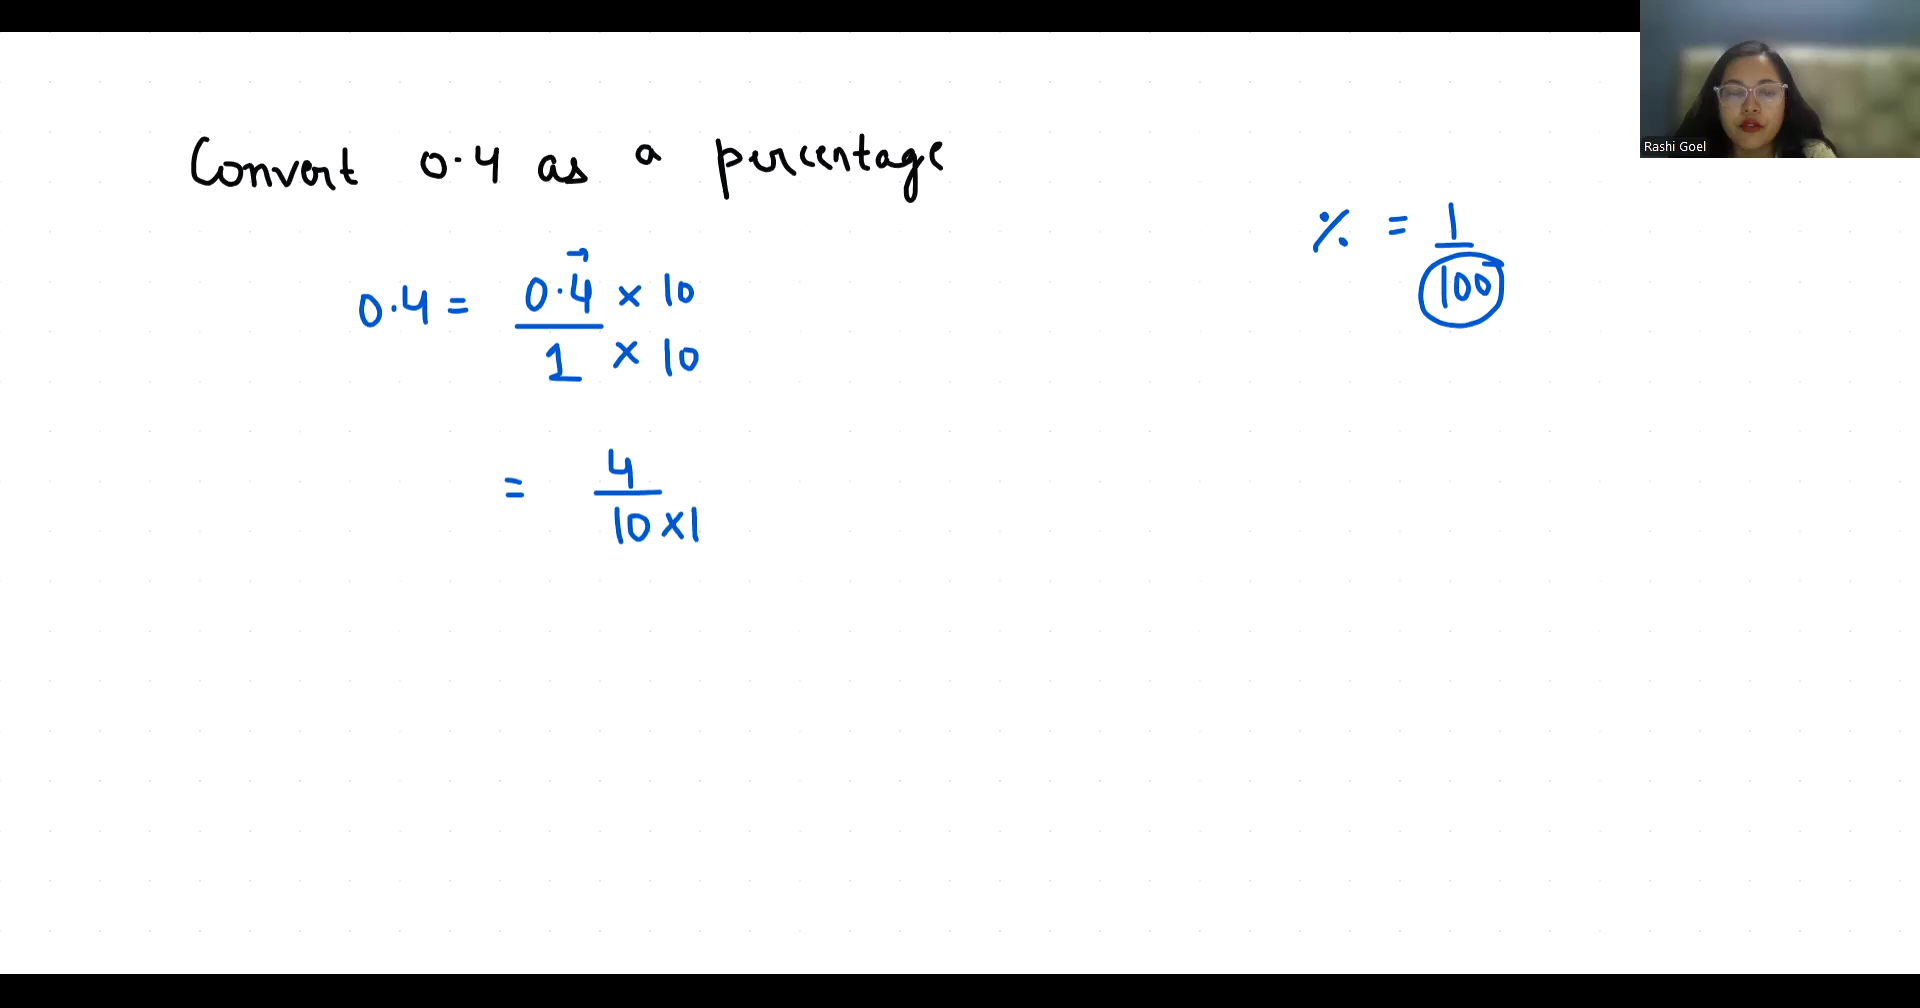 Rashi Goel
Convert 0.4 as a percentage
% = 1/100
0.4 = 0.4 × 10
1 × 10
= 4
10 × 1